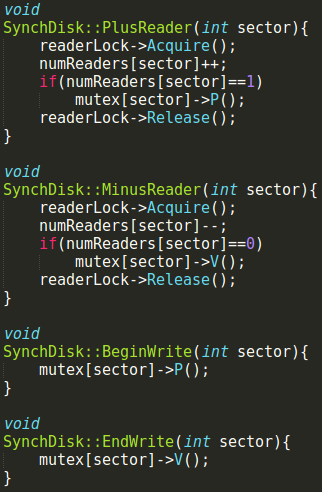 void
SynchDisk::PlusReader(int sector){
    readerLock->Acquire();
    numReaders[sector]++;
    if(numReaders[sector]==1)
        mutex[sector]->P();
    readerLock->Release();
}

void
SynchDisk::MinusReader(int sector){
    readerLock->Acquire();
    numReaders[sector]--;
    if(numReaders[sector]==0)
        mutex[sector]->V();
    readerLock->Release();
}

void
SynchDisk::BeginWrite(int sector){
    mutex[sector]->P();
}

void
SynchDisk::EndWrite(int sector){
    mutex[sector]->V();
}